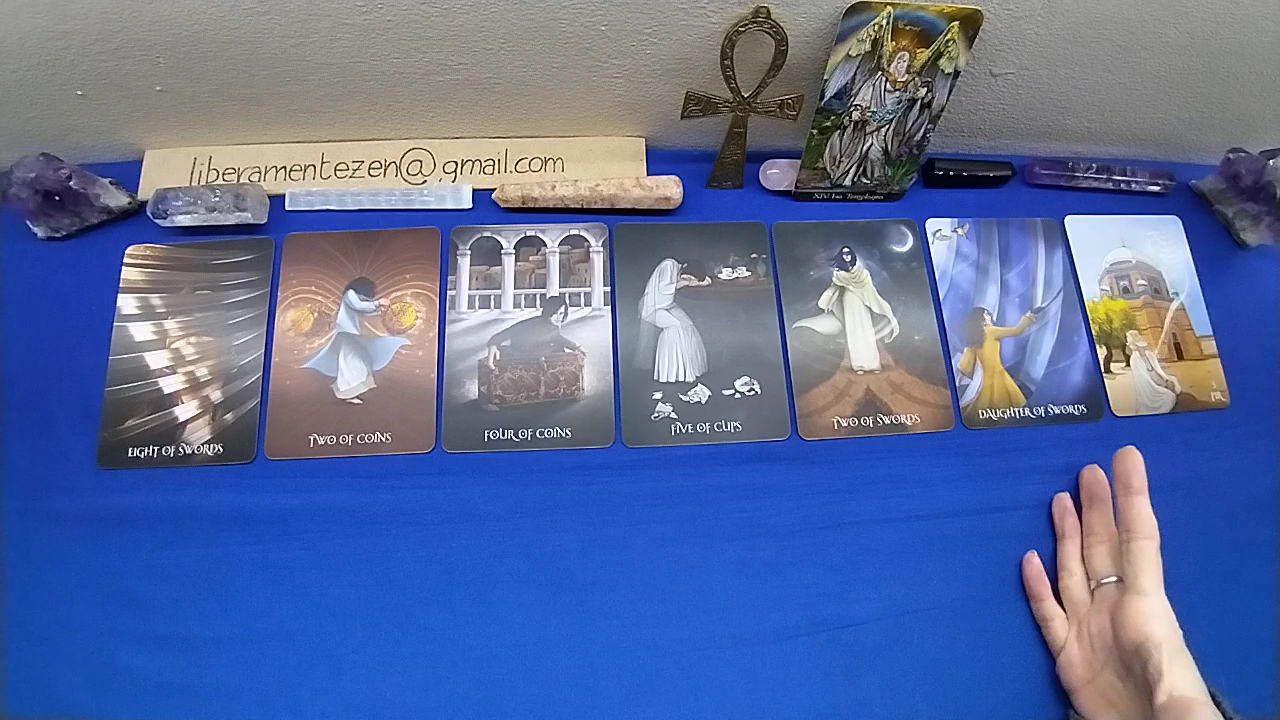 liberamentezen@gmail.com
EIGHT OF SWORDS
TWO OF COINS
FOUR OF COINS
FIVE OF CUPS
TWO OF SWORDS
DAUGHTER OF SWORDS